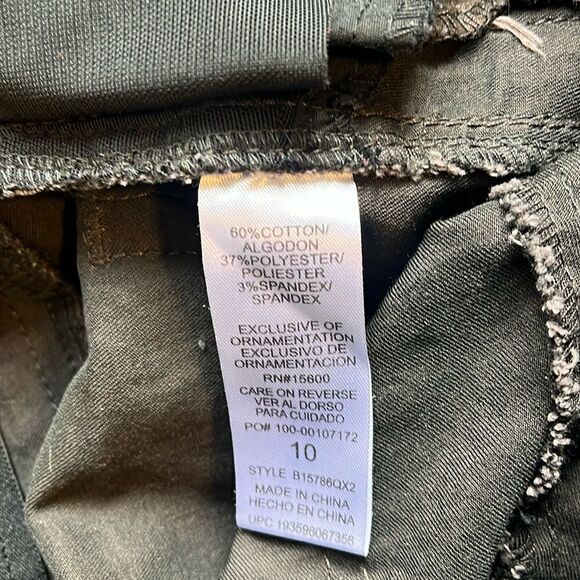 60%COTTON/
ALGODON
37%POLYESTER/
POLIESTER
3%SPANDEX/
SPANDEX
EXCLUSIVE OF
ORNAMENTATION
EXCLUSIVO DE
ORNAMENTACION
RN#15600
CARE ON REVERSE
VER AL DORSO
PARA CUIDADO
PO# 100-00107172
10
STYLE B15786QX2
MADE IN CHINA
HECHO EN CHINA
UPC 193596067356